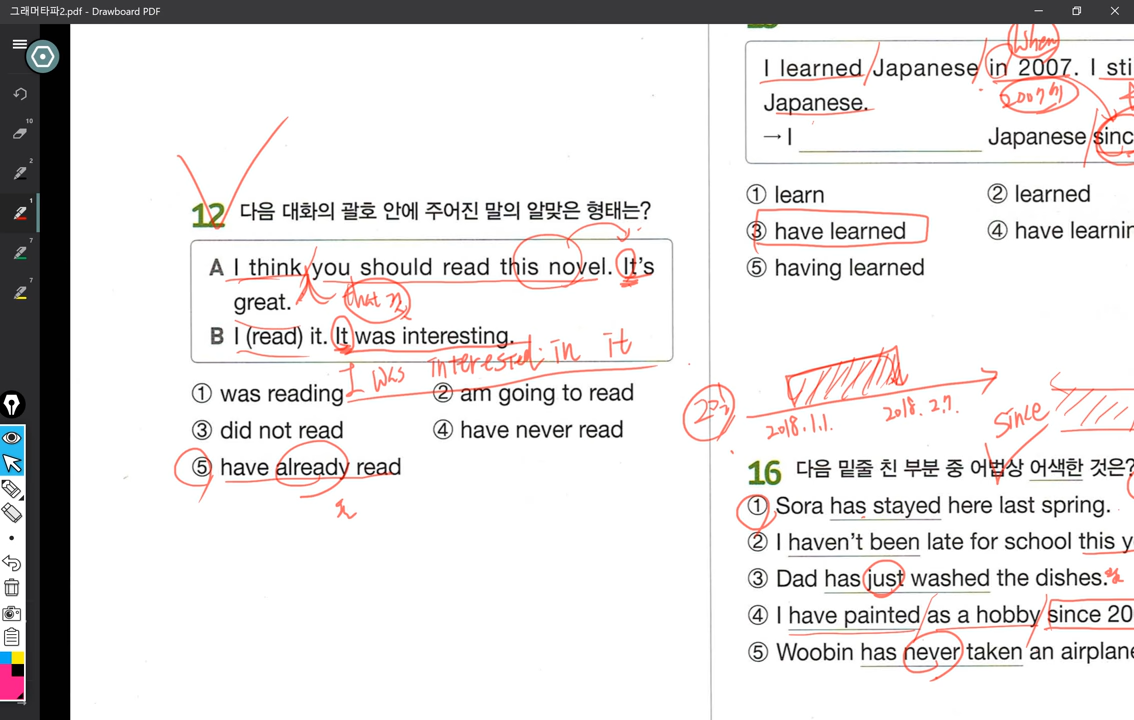 그래머타파2.pdf - Drawboard PDF
12 다음 대화의 괄호 안에 주어진 말의 알맞은 형태는?
A I think you should read this novel. It's
great.
that
B I (read) it. It was interesting.
I was interested in it
① was reading
② am going to read
③ did not read
④ have never read
⑤ have already read
When
I learned Japanese in 2007. I sti
2007
Japanese.
→ I ____ Japanese sinc
① learn
② learned
③ have learned
④ have learnin
⑤ having learned
2018.1.1.
2018.2.7.
since
16 다음 밑줄 친 부분 중 어법상 어색한 것은?
① Sora has stayed here last spring.
② I haven't been late for school this y
③ Dad has just washed the dishes.
④ I have painted as a hobby since 20
⑤ Woobin has never taken an airplane
10
2
1
7
7